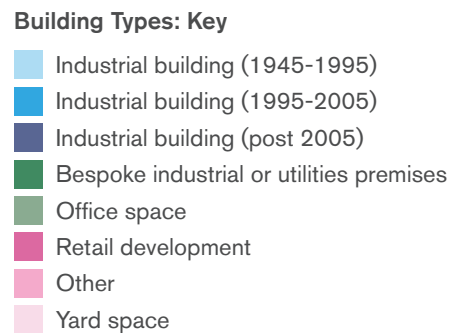 Building Types: Key
Industrial building (1945-1995)
Industrial building (1995-2005)
Industrial building (post 2005)
Bespoke industrial or utilities premises
Office space
Retail development
Other
Yard space